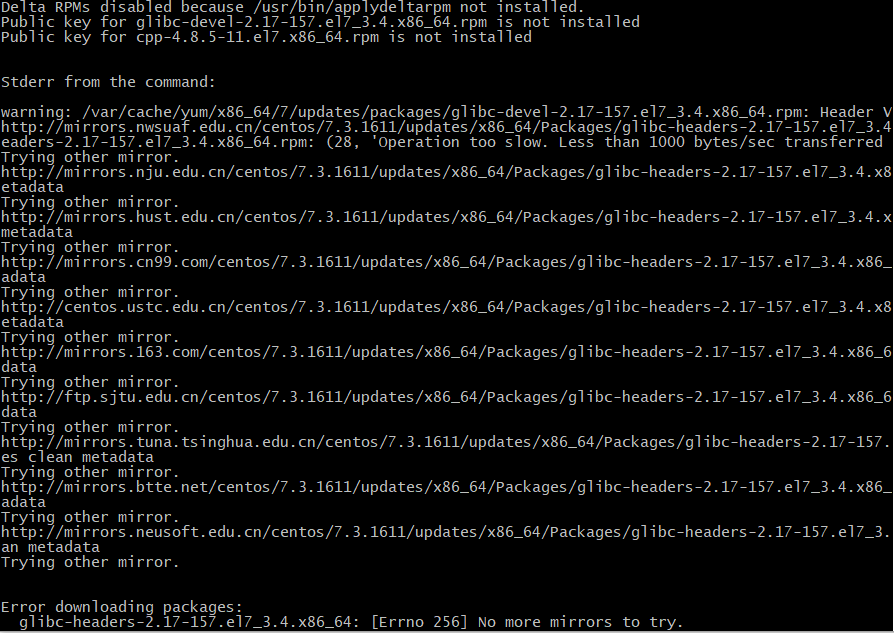 Delta RPMs disabled because /usr/bin/applydeltarpm not installed.
Public key for glibc-devel-2.17-157.el7_3.4.x86_64.rpm is not installed
Public key for cpp-4.8.5-11.el7.x86_64.rpm is not installed
Stderr from the command:
warning: /var/cache/yum/x86_64/7/updates/packages/glibc-devel-2.17-157.el7_3.4.x86_64.rpm: Header V
http://mirrors.nwsuaf.edu.cn/centos/7.3.1611/updates/x86_64/Packages/glibc-headers-2.17-157.el7_3.4
eaders-2.17-157.el7_3.4.x86_64.rpm: (28, 'Operation too slow. Less than 1000 bytes/sec transferred
Trying other mirror.
http://mirrors.nju.edu.cn/centos/7.3.1611/updates/x86_64/Packages/glibc-headers-2.17-157.el7_3.4.x8
etadata
Trying other mirror.
http://mirrors.hust.edu.cn/centos/7.3.1611/updates/x86_64/Packages/glibc-headers-2.17-157.el7_3.4.x
metadata
Trying other mirror.
http://mirrors.cn99.com/centos/7.3.1611/updates/x86_64/Packages/glibc-headers-2.17-157.el7_3.4.x86_
adata
Trying other mirror.
http://centos.ustc.edu.cn/centos/7.3.1611/updates/x86_64/Packages/glibc-headers-2.17-157.el7_3.4.x8
etadata
Trying other mirror.
http://mirrors.163.com/centos/7.3.1611/updates/x86_64/Packages/glibc-headers-2.17-157.el7_3.4.x86_6
data
Trying other mirror.
http://ftp.sjtu.edu.cn/centos/7.3.1611/updates/x86_64/Packages/glibc-headers-2.17-157.el7_3.4.x86_6
data
Trying other mirror.
http://mirrors.tuna.tsinghua.edu.cn/centos/7.3.1611/updates/x86_64/Packages/glibc-headers-2.17-157.
es clean metadata
Trying other mirror.
http://mirrors.btte.net/centos/7.3.1611/updates/x86_64/Packages/glibc-headers-2.17-157.el7_3.4.x86_
adata
Trying other mirror.
http://mirrors.neusoft.edu.cn/centos/7.3.1611/updates/x86_64/Packages/glibc-headers-2.17-157.el7_3.
an metadata
Trying other mirror.
Error downloading packages:
glibc-headers-2.17-157.el7_3.4.x86_64: [Errno 256] No more mirrors to try.